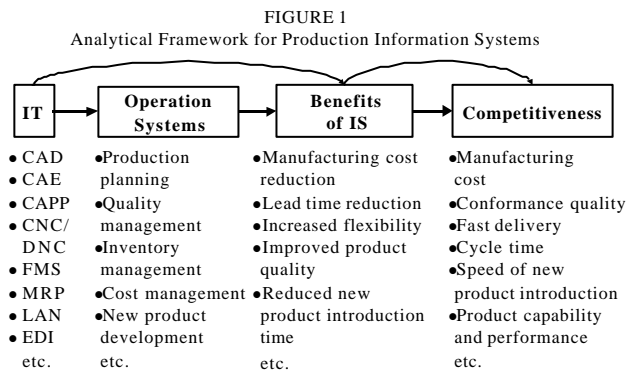 FIGURE 1
Analytical Framework for Production Information Systems
IT
Operation
Systems
Benefits
of IS
Competitiveness
• CAD
• CAE
• CAPP
• CNC/
DNC
• FMS
• MRP
• LAN
• EDI
etc.
•Production
planning
•Quality
management
•Inventory
management
•Cost management
•New product
development
etc.
•Manufacturing cost
reduction
•Lead time reduction
•Increased flexibility
•Improved product
quality
•Reduced new
product introduction
time
etc.
•Manufacturing
cost
•Conformance quality
•Fast delivery
•Cycle time
•Speed of new
product introduction
•Product capability
and performance
etc.